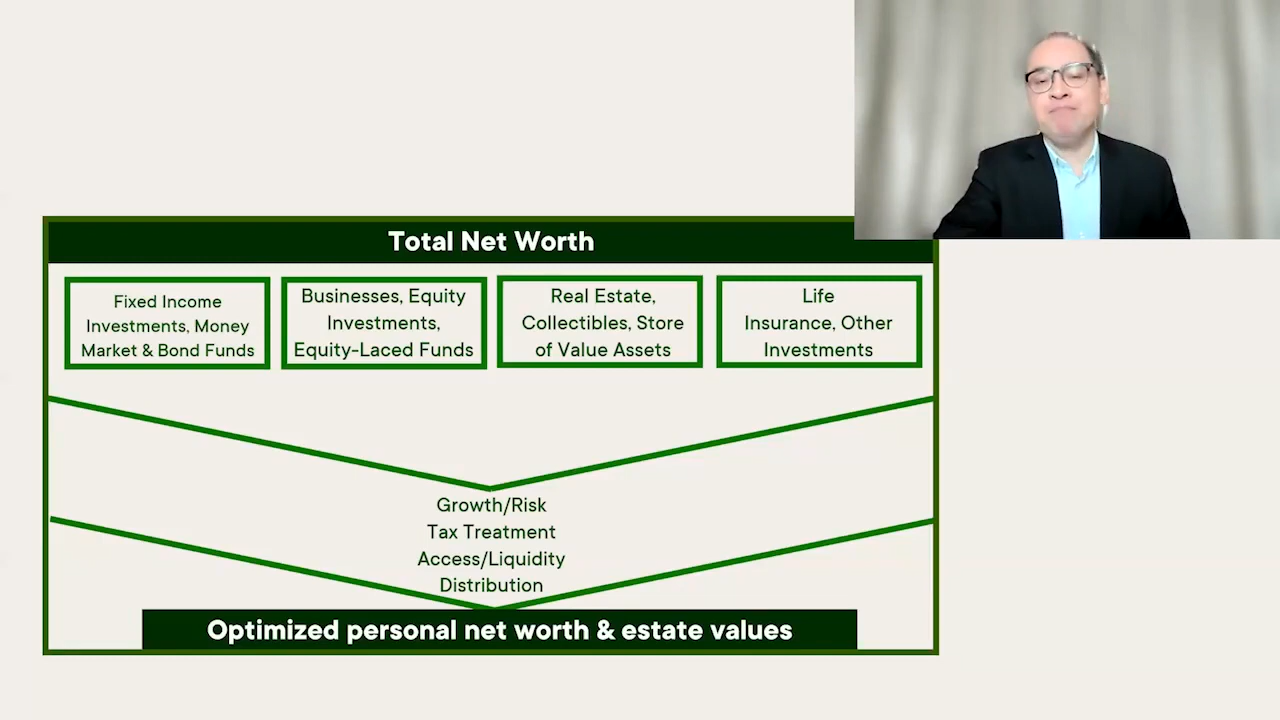 Total Net Worth
Fixed Income
Investments, Money
Market & Bond Funds
Businesses, Equity
Investments,
Equity-Laced Funds
Real Estate,
Collectibles, Store
of Value Assets
Life
Insurance, Other
Investments
Growth/Risk
Tax Treatment
Access/Liquidity
Distribution
Optimized personal net worth & estate values